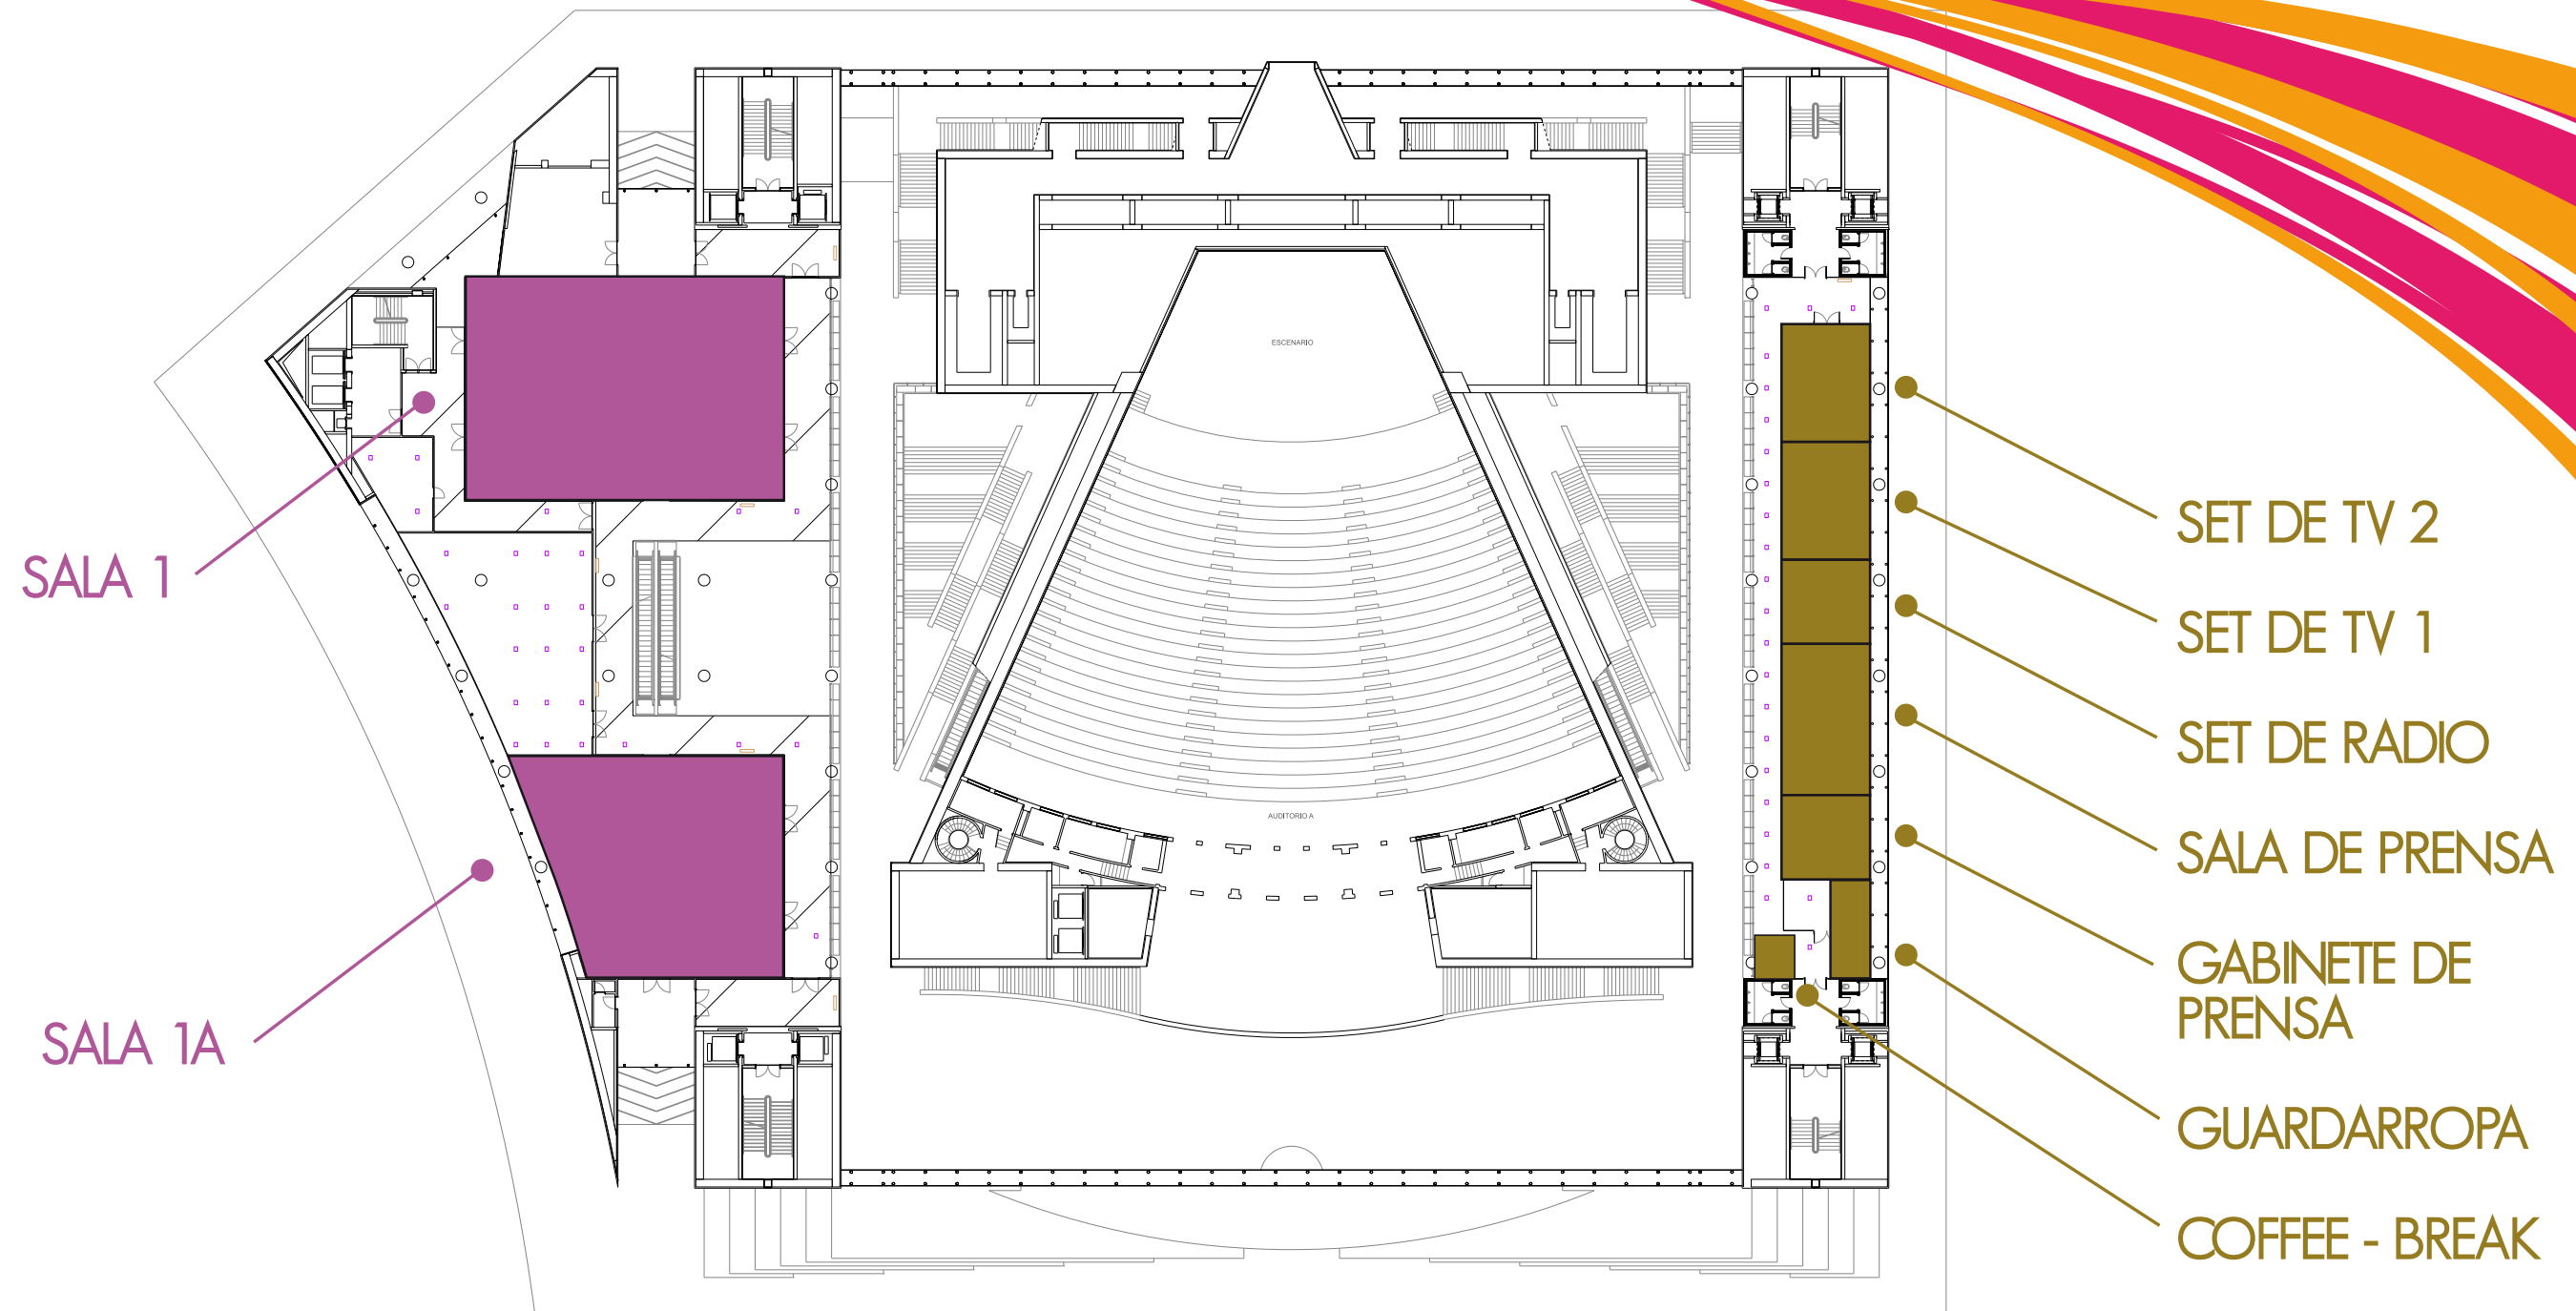 ESCENARIO
AUDITORIO A
SALA 1
SALA 1A
SET DE TV 2
SET DE TV 1
SET DE RADIO
SALA DE PRENSA
GABINETE DE
PRENSA
GUARDARROPA
COFFEE - BREAK